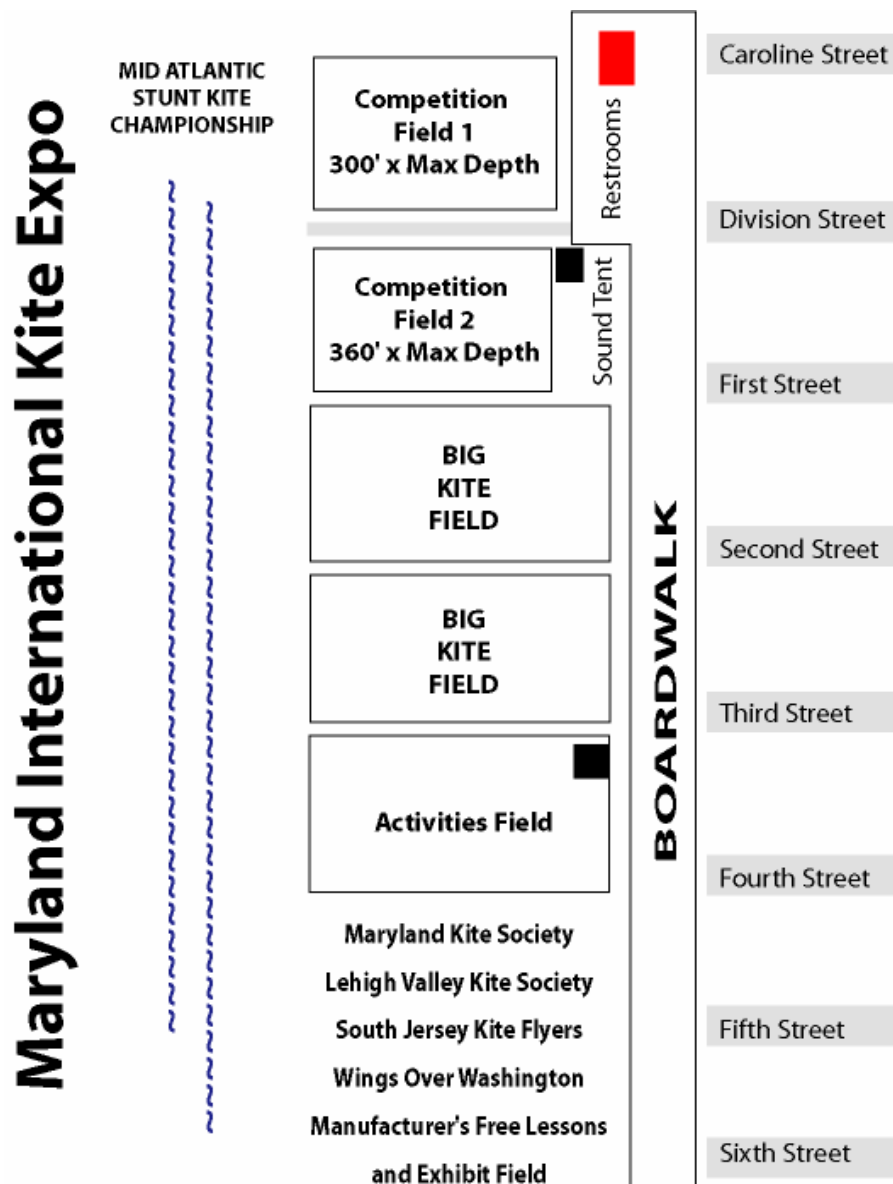 Maryland International Kite Expo
MID ATLANTIC
STUNT KITE
CHAMPIONSHIP
Competition
Field 1
300' x Max Depth
Restrooms
Competition
Field 2
360' x Max Depth
Sound Tent
BIG
KITE
FIELD
BIG
KITE
FIELD
Activities Field
Maryland Kite Society
Lehigh Valley Kite Society
South Jersey Kite Flyers
Wings Over Washington
Manufacturer's Free Lessons
and Exhibit Field
BOARDWALK
Caroline Street
Division Street
First Street
Second Street
Third Street
Fourth Street
Fifth Street
Sixth Street